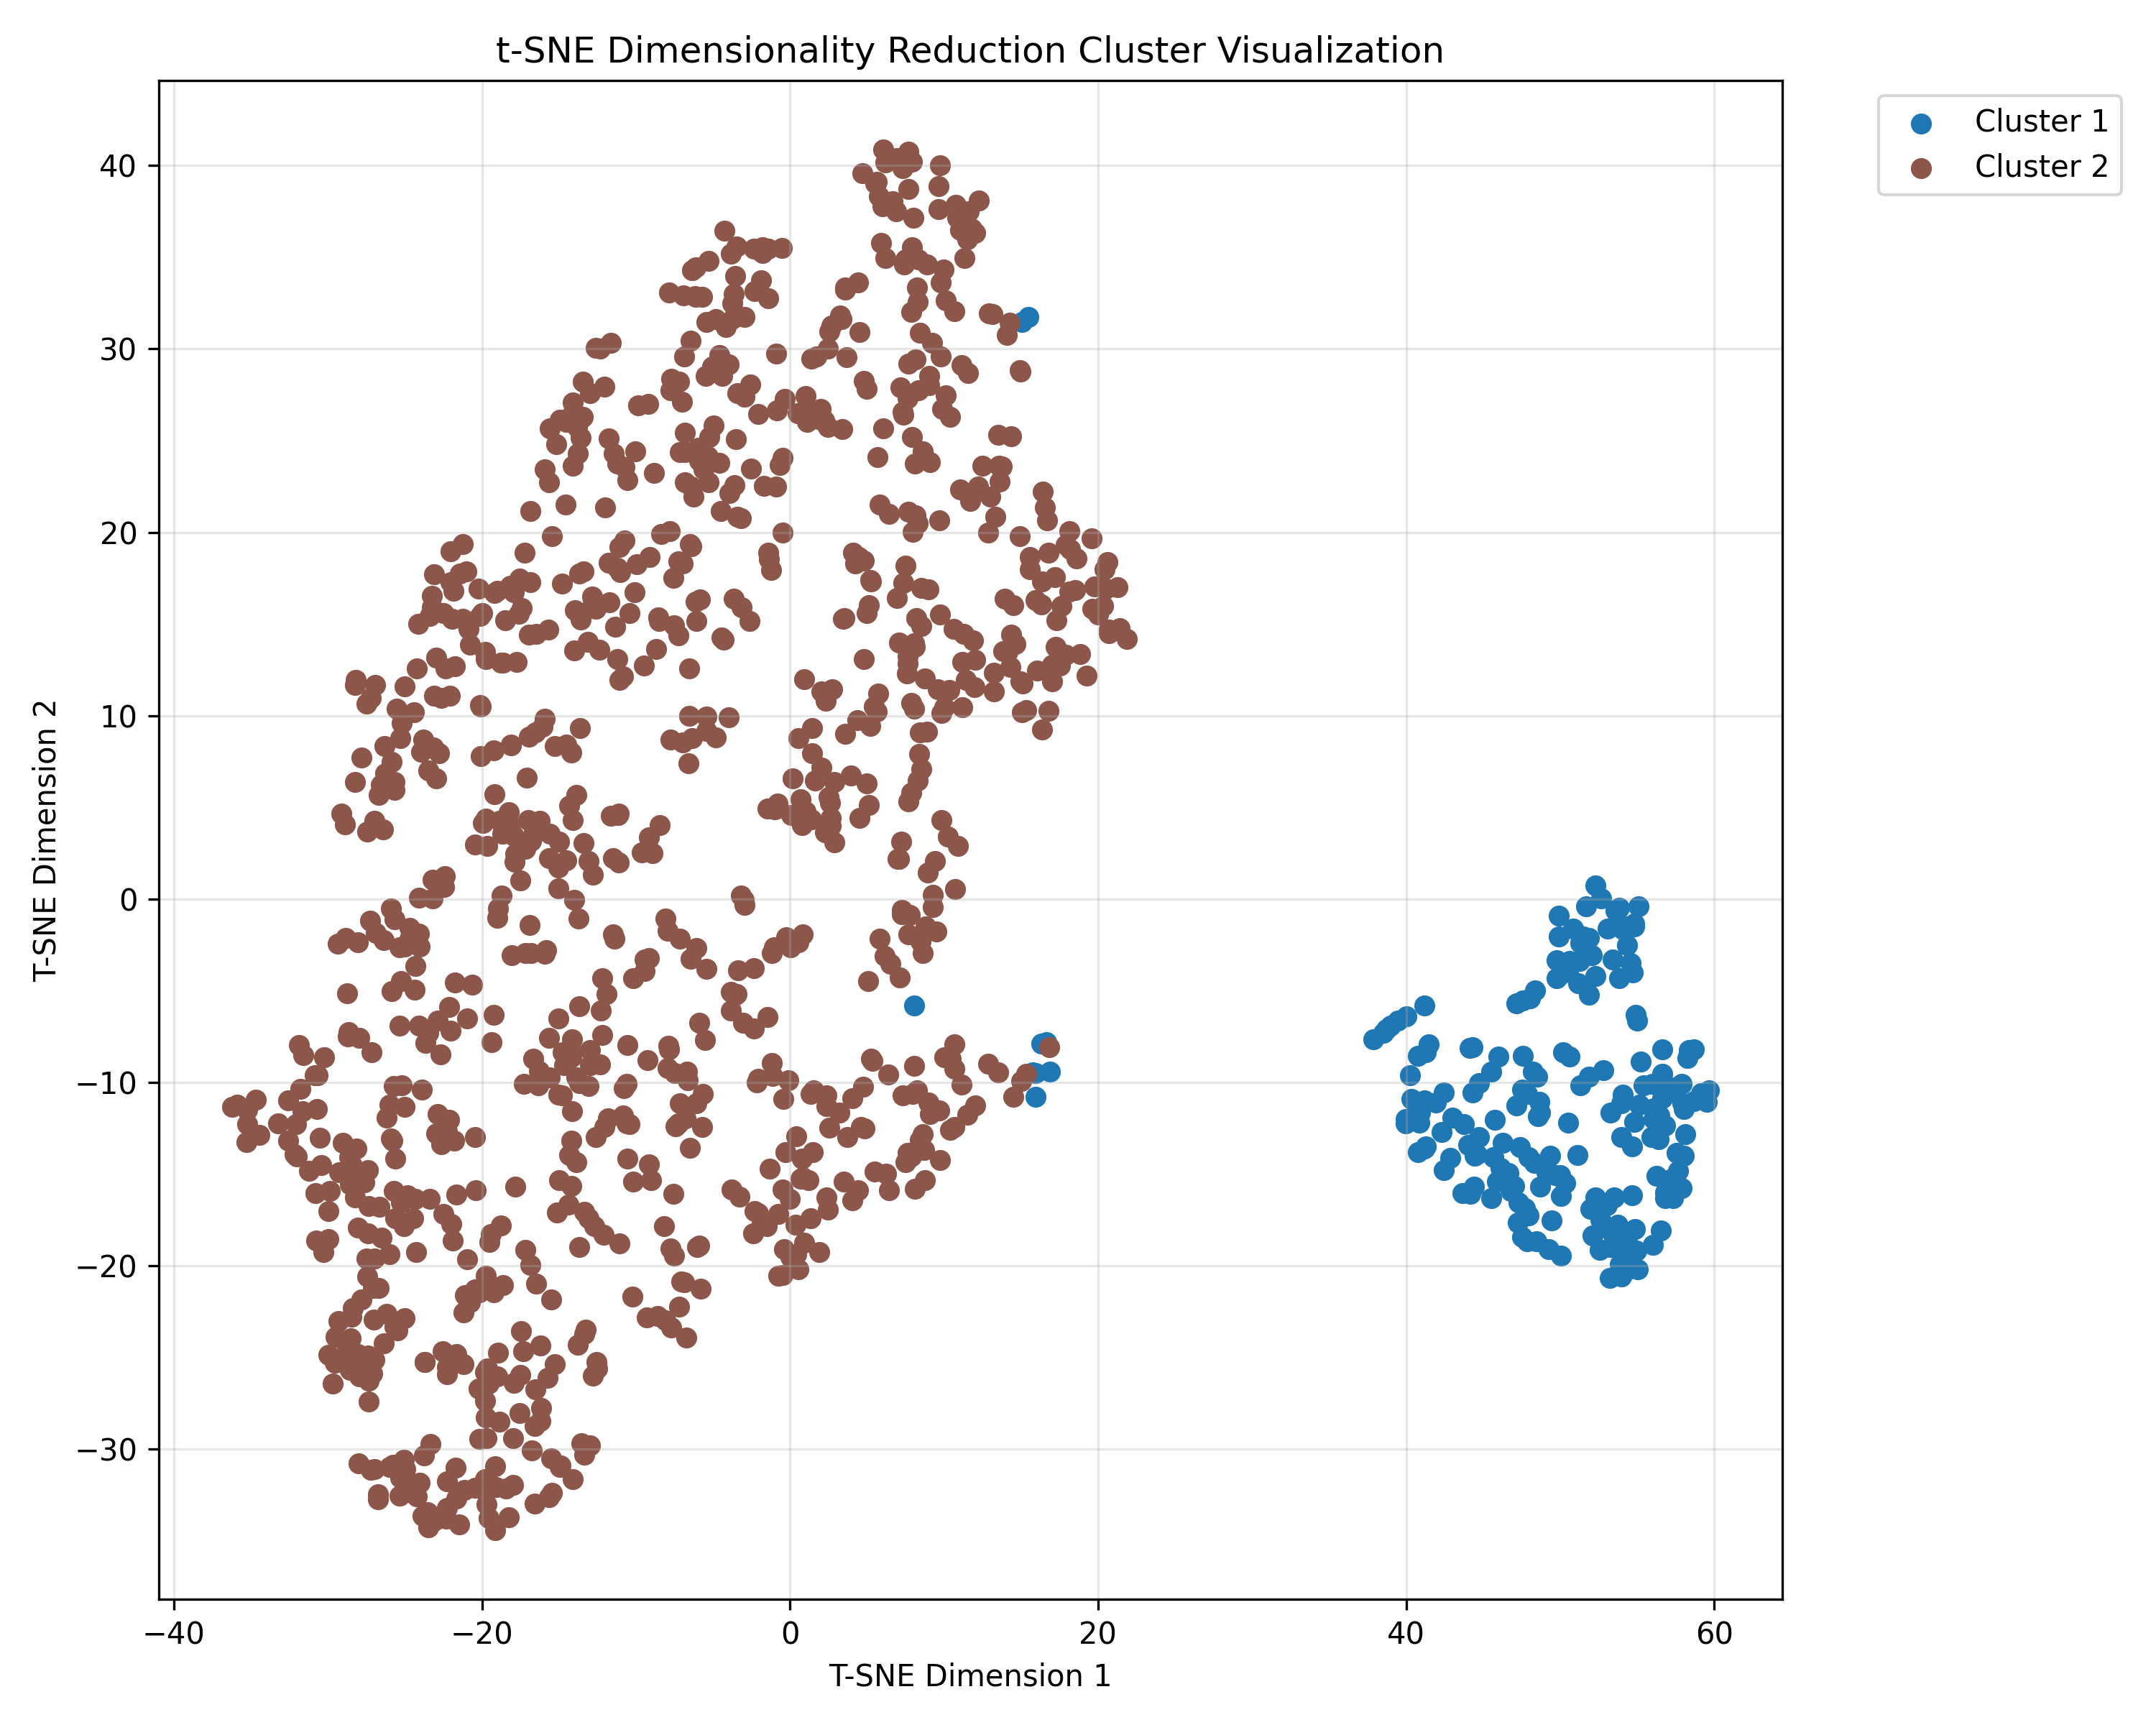 t-SNE Dimensionality Reduction Cluster Visualization
Cluster 1
Cluster 2
T-SNE Dimension 2
40
30
20
10
0
−10
−20
−30
−40
−20
0
20
40
60
T-SNE Dimension 1